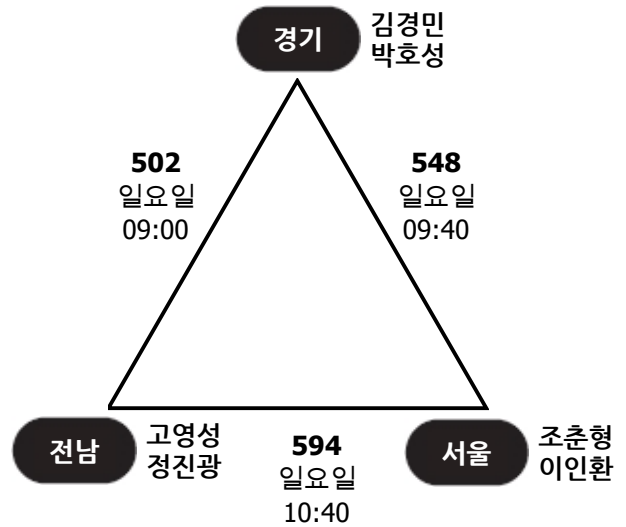 경기
김경민
박호성
502
일요일
09:00
548
일요일
09:40
전남
고영성
정진광
594
일요일
10:40
서울
조춘형
이인환